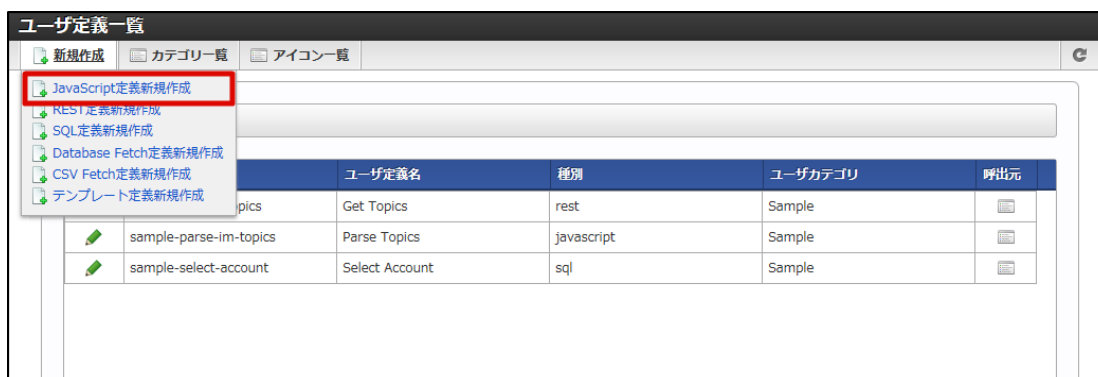 ユーザ定義一覧
新規作成 カテゴリ一覧 アイコン一覧
JavaScript定義新規作成
REST定義新規作成
SQL定義新規作成
Database Fetch定義新規作成
CSV Fetch定義新規作成
テンプレート定義新規作成
ユーザ定義名 種別 ユーザカテゴリ 呼出元
pics Get Topics rest Sample
sample-parse-im-topics Parse Topics javascript Sample
sample-select-account Select Account sql Sample